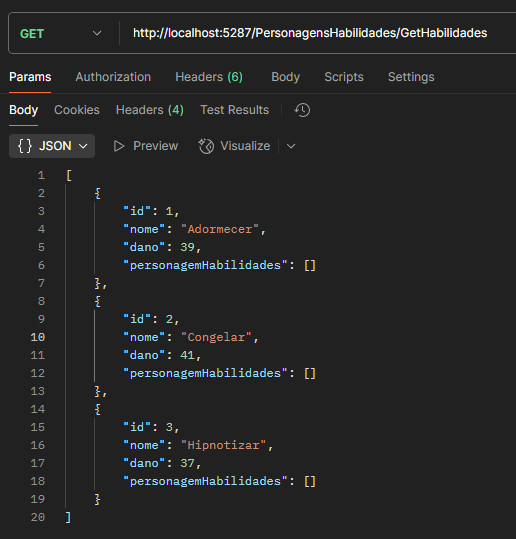 GET http://localhost:5287/PersonagensHabilidades/GetHabilidades
Params Authorization Headers (6) Body Scripts Settings
Body Cookies Headers (4) Test Results
{} JSON Preview Visualize
1 [
2 {
3 "id": 1,
4 "nome": "Adormecer",
5 "dano": 39,
6 "personagemHabilidades": []
7 },
8 {
9 "id": 2,
10 "nome": "Congelar",
11 "dano": 41,
12 "personagemHabilidades": []
13 },
14 {
15 "id": 3,
16 "nome": "Hipnotizar",
17 "dano": 37,
18 "personagemHabilidades": []
19 }
20 ]